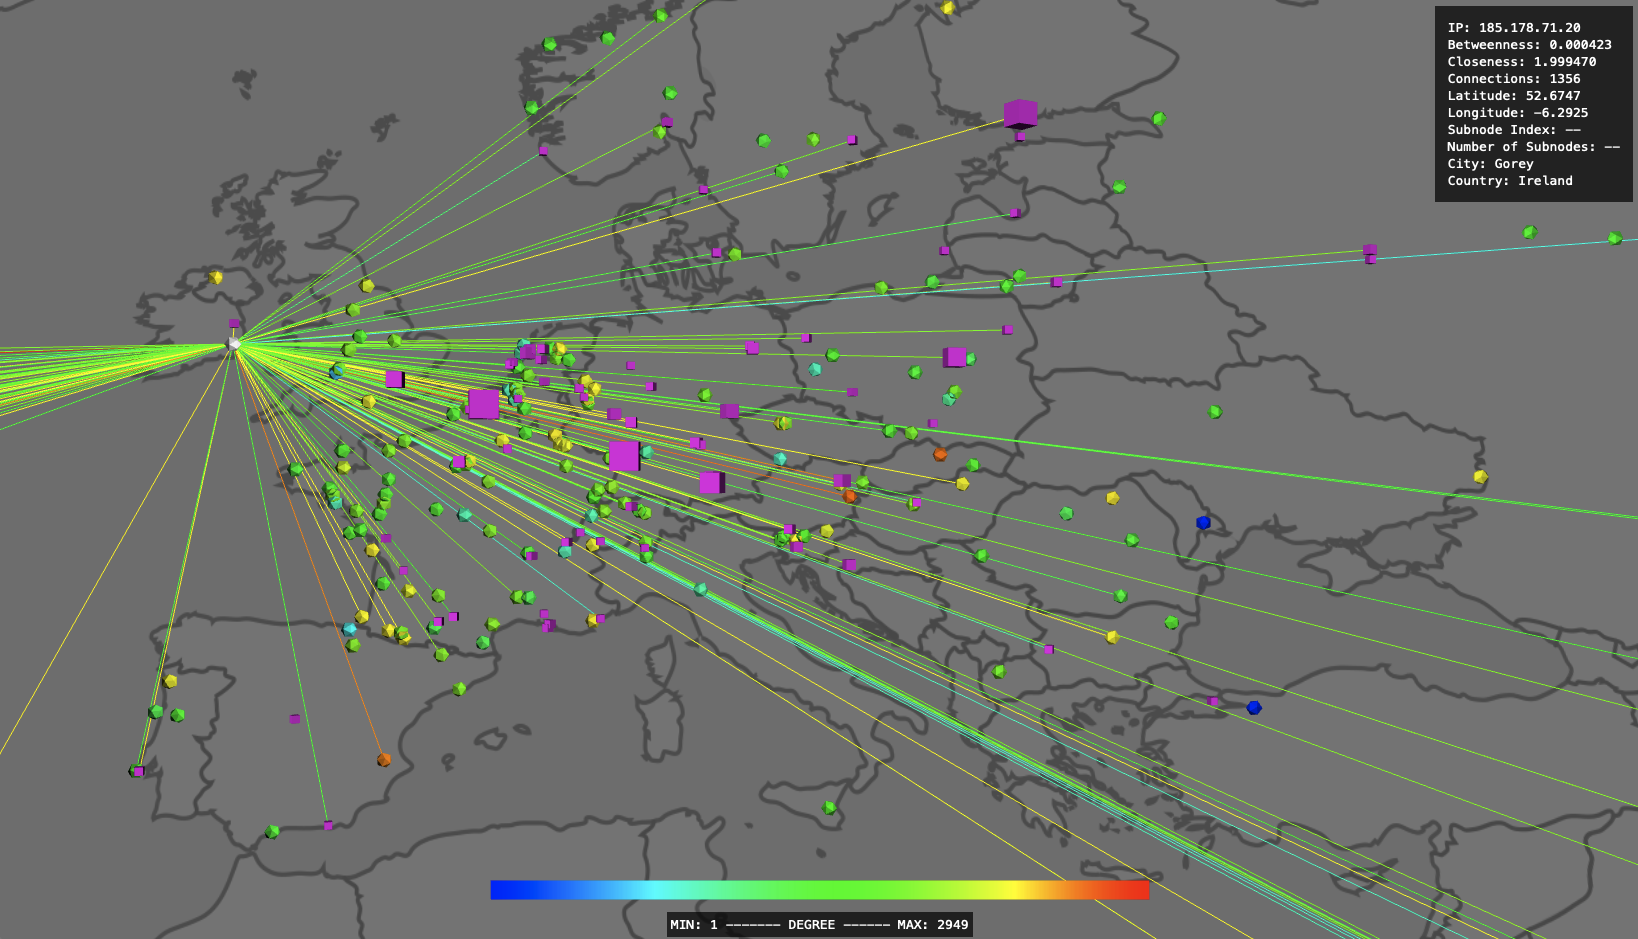 IP: 185.178.71.20
Betweenness: 0.000423
Closeness: 1.999470
Connections: 1356
Latitude: 52.6747
Longitude: −6.2925
Subnode Index: −−
Number of Subnodes: −−
City: Gorey
Country: Ireland
MIN: 1 −−−−−−− DEGREE −−−−−− MAX: 2949